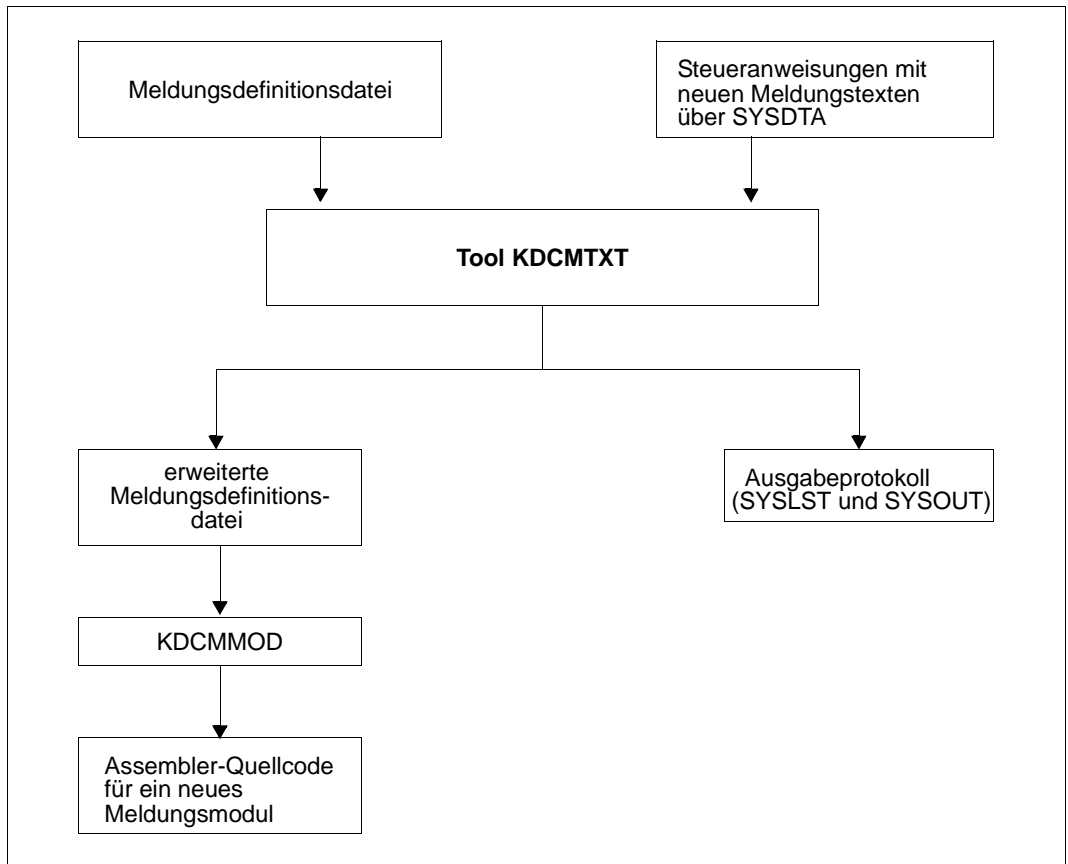 Meldungsdefinitionsdatei
Steueranweisungen mit
neuen Meldungstexten
über SYSDTA
Tool KDCMTXT
erweiterte
Meldungsdefinitions-
datei
Ausgabeprotokoll
(SYSLST und SYSOUT)
KDCMMOD
Assembler-Quellcode
für ein neues
Meldungsmodul